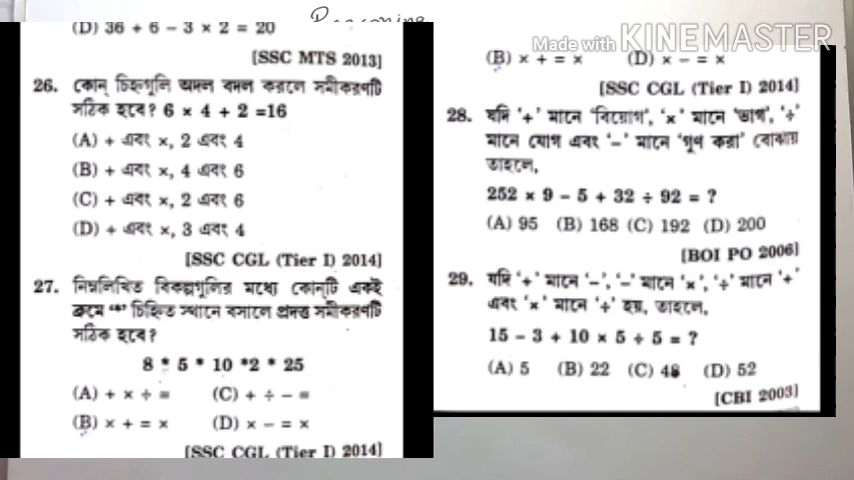 Reasoning
Made with KINEMASTER
(D) 36 + 6 – 3 × 2 = 20
[SSC MTS 2013]
26. কোন্ চিহ্নগুলি অদল বদল করলে সমীকরণটি
সঠিক হবে? 6 × 4 + 2 =16
(A) + এবং ×, 2 এবং 4
(B) + এবং ×, 4 এবং 6
(C) + এবং ×, 2 এবং 6
(D) + এবং ×, 3 এবং 4
[SSC CGL (Tier I) 2014]
27. নিম্নলিখিত বিকল্পগুলির মধ্যে কোন্‌টি একই
ক্রমে '*' চিহ্নিত স্থানে বসালে প্রদত্ত সমীকরণটি
সঠিক হবে?
8 * 5 * 10 *2 * 25
(A) + × ÷ = (C) + ÷ – =
(B) × + = × (D) × – = ×
[SSC CGL (Tier I) 2014]
(B) × + = × (D) × – = ×
[SSC CGL (Tier I) 2014]
28. যদি '+' মানে 'বিয়োগ', '×' মানে 'ভাগ', '÷'
মানে যোগ এবং '–' মানে 'গুণ করা' বোঝায়
তাহলে,
252 × 9 – 5 + 32 ÷ 92 = ?
(A) 95 (B) 168 (C) 192 (D) 200
[BOI PO 2006]
29. যদি '+' মানে '–', '–' মানে '×', '÷' মানে '+'
এবং '×' মানে '÷' হয়, তাহলে,
15 – 3 + 10 × 5 ÷ 5 = ?
(A) 5 (B) 22 (C) 48 (D) 52
[CBI 2003]